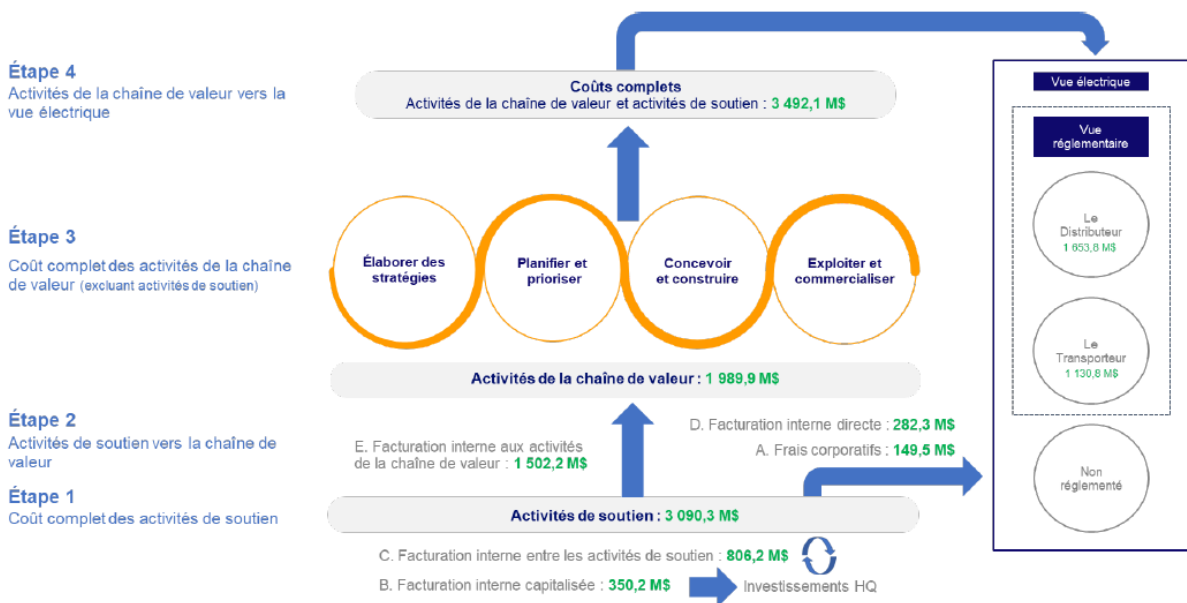 Étape 4
Activités de la chaîne de valeur vers la
vue électrique
Coûts complets
Activités de la chaîne de valeur et activités de soutien : 3 492,1 M$
Vue électrique
Vue
réglementaire
Le
Distributeur
1 653,8 M$
Étape 3
Coût complet des activités de la chaîne
de valeur (excluant activités de soutien)
Élaborer des
stratégies
Planifier et
prioriser
Concevoir
et construire
Exploiter et
commercialiser
Le
Transporteur
1 130,8 M$
Activités de la chaîne de valeur : 1 989,9 M$
Étape 2
Activités de soutien vers la chaîne de
valeur
E. Facturation interne aux activités
de la chaîne de valeur : 1 502,2 M$
D. Facturation interne directe : 282,3 M$
A. Frais corporatifs : 149,5 M$
Non
réglementé
Étape 1
Coût complet des activités de soutien
Activités de soutien : 3 090,3 M$
C. Facturation interne entre les activités de soutien : 806,2 M$
B. Facturation interne capitalisée : 350,2 M$
Investissements HQ